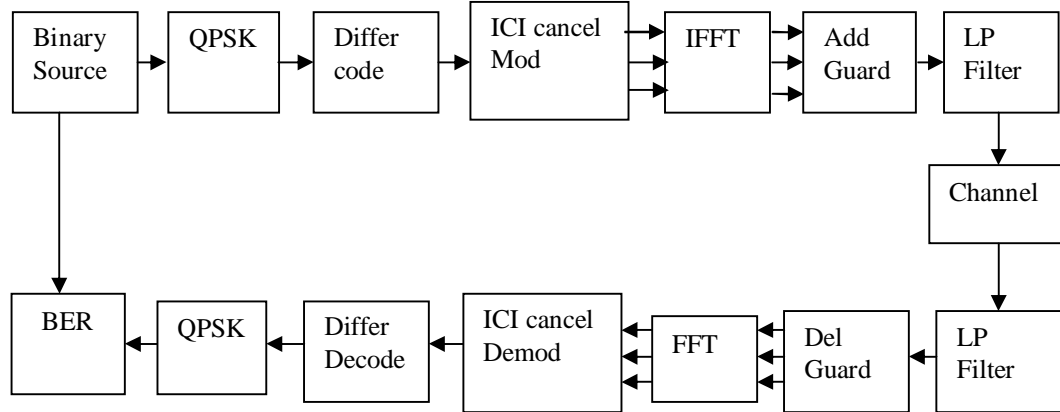 Binary
Source
QPSK
Differ
code
ICI cancel
Mod
IFFT
Add
Guard
LP
Filter
Channel
BER
QPSK
Differ
Decode
ICI cancel
Demod
FFT
Del
Guard
LP
Filter